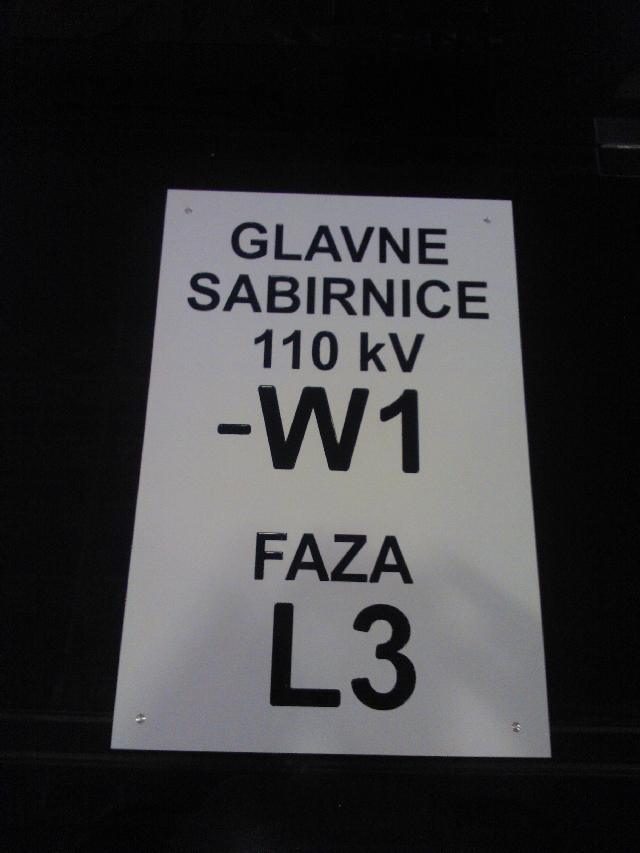 GLAVNE
SABIRNICE
110 kV
-W1
FAZA
L3